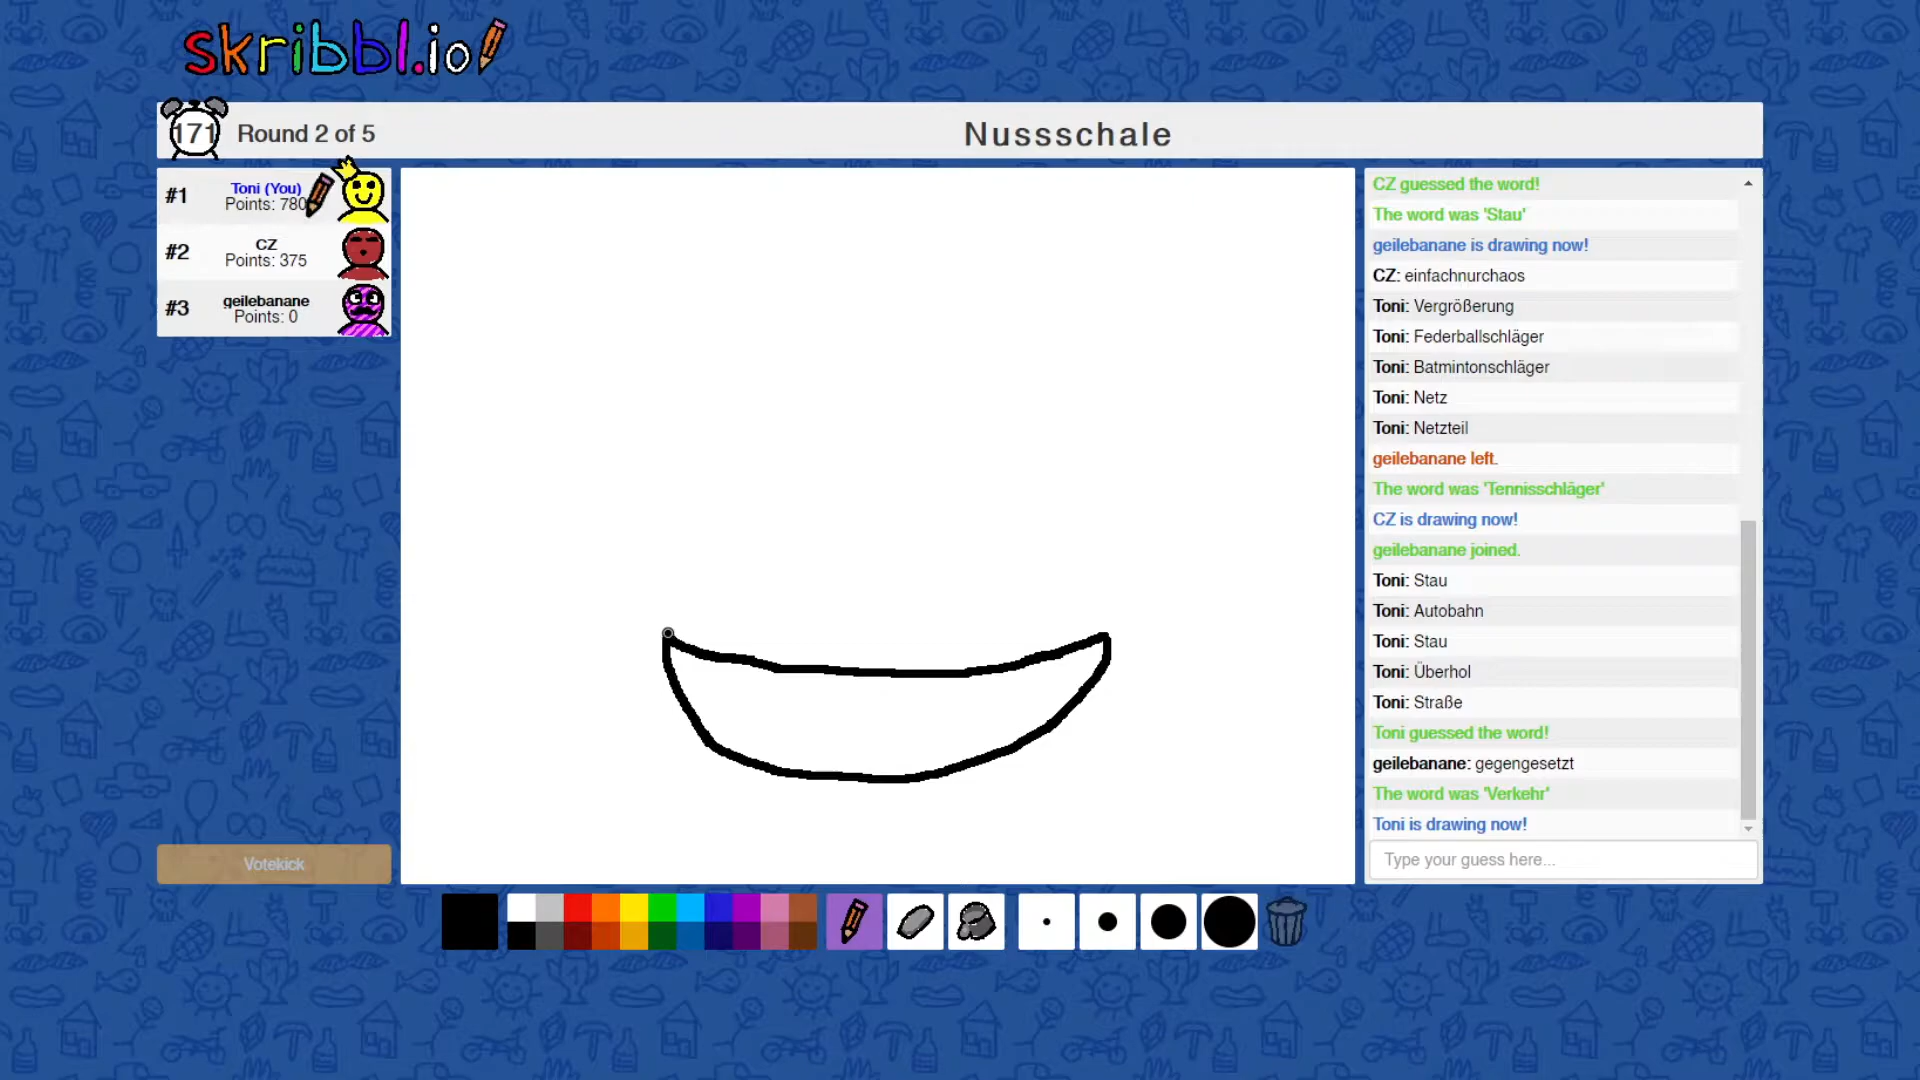 skribbl.io
171 Round 2 of 5 Nussschale
#1 Toni (You)
Points: 780
#2 CZ
Points: 375
#3 geilebanane
Points: 0
Votekick
CZ guessed the word!
The word was 'Stau'
geilebanane is drawing now!
CZ: einfachnurchaos
Toni: Vergrößerung
Toni: Federballschläger
Toni: Batmintonschläger
Toni: Netz
Toni: Netzteil
geilebanane left.
The word was 'Tennisschläger'
CZ is drawing now!
geilebanane joined.
Toni: Stau
Toni: Autobahn
Toni: Stau
Toni: Überhol
Toni: Straße
Toni guessed the word!
geilebanane: gegengesetzt
The word was 'Verkehr'
Toni is drawing now!
Type your guess here...